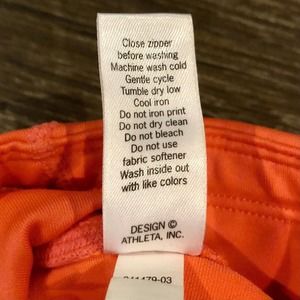 Close zipper
before washing
Machine wash cold
Gentle cycle
Tumble dry low
Cool iron
Do not iron print
Do not dry clean
Do not bleach
Do not use
fabric softener
Wash inside out
with like colors
DESIGN ©
ATHLETA, INC.